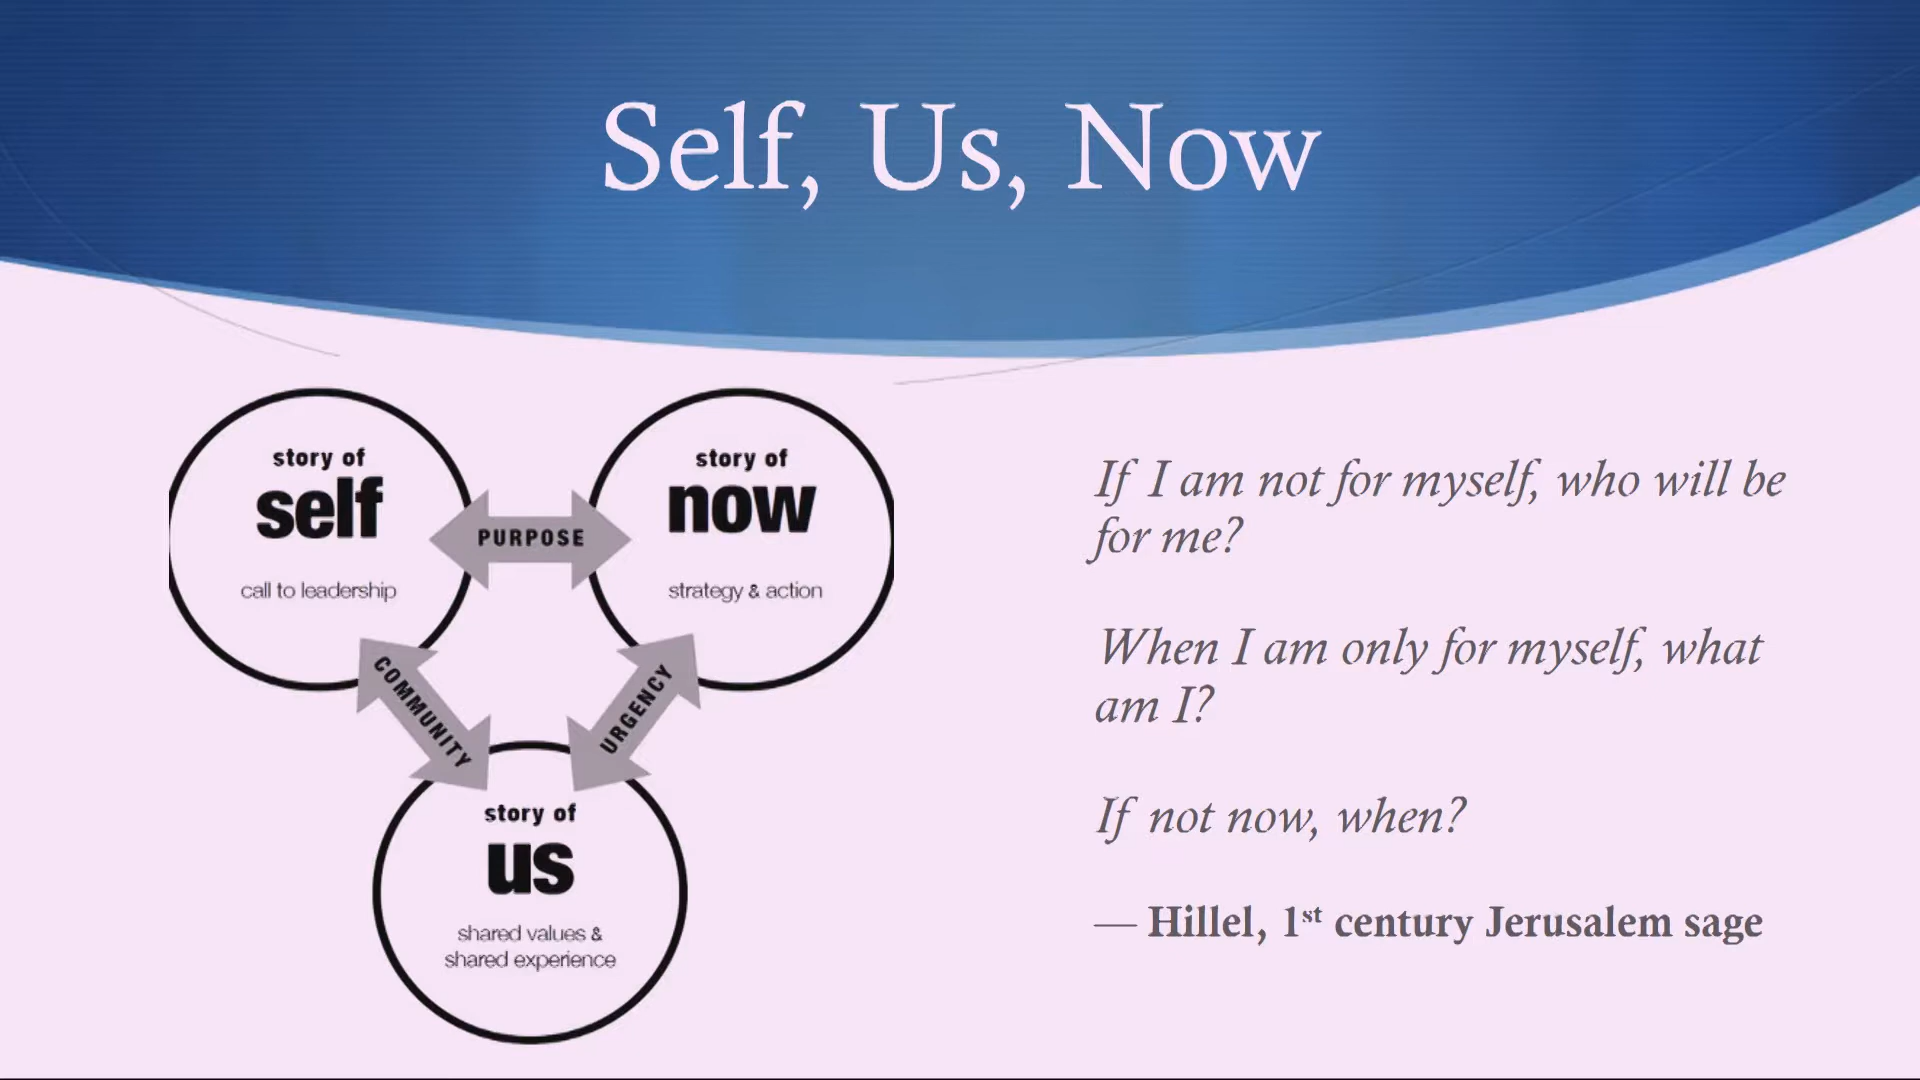 Self, Us, Now
story of
self
call to leadership
PURPOSE
story of
now
strategy & action
COMMUNITY
URGENCY
story of
us
shared values &
shared experience
If I am not for myself, who will be
for me?
When I am only for myself, what
am I?
If not now, when?
— Hillel, 1st century Jerusalem sage